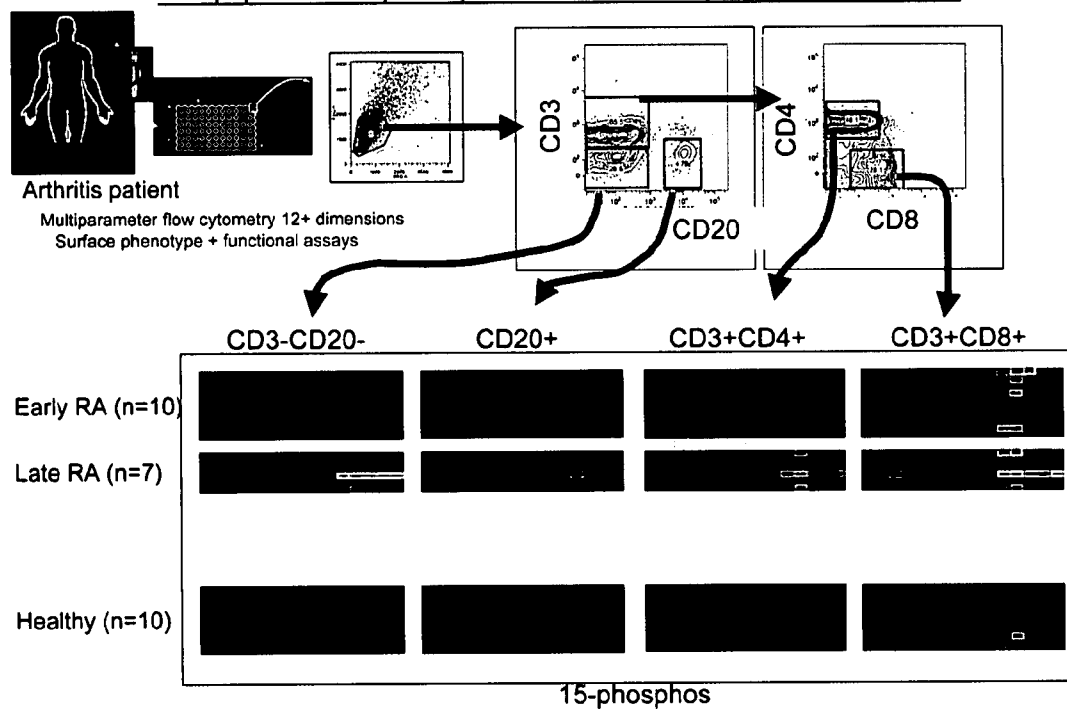 CD3
CD4
Arthritis patient
Multiparameter flow cytometry 12+ dimensions
Surface phenotype + functional assays
CD20
CD8
CD3-CD20-
CD20+
CD3+CD4+
CD3+CD8+
Early RA (n=10)
Late RA (n=7)
Healthy (n=10)
15-phosphos